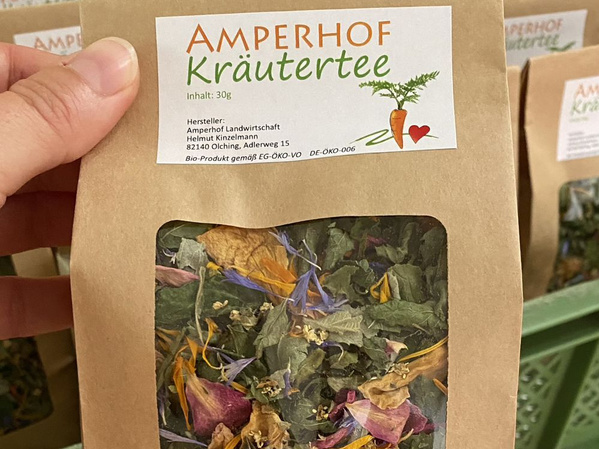 AMPERHOF
Kräutertee
Inhalt: 30g
Hersteller:
Amperhof Landwirtschaft
Helmut Kinzelmann
82140 Olching, Adlerweg 15
Bio-Produkt gemäß EG-ÖKO-VO DE-ÖKO-006